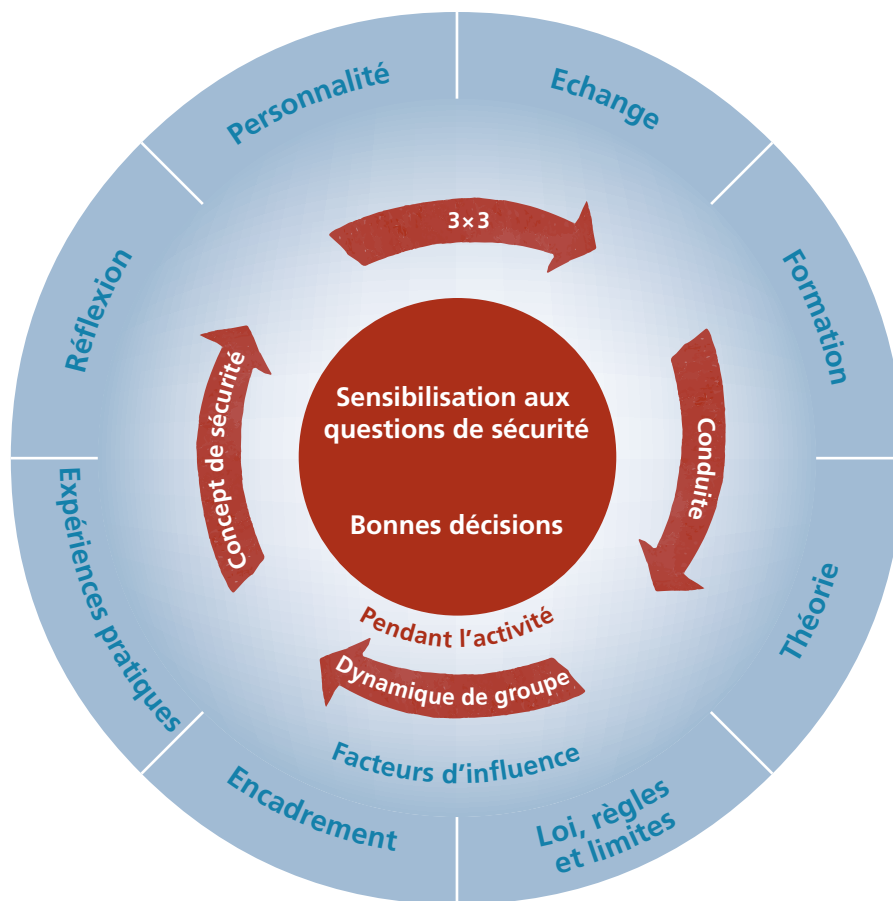 Personnalité
Echange
Formation
Théorie
Loi, règles
et limites
Encadrement
Expériences pratiques
Réflexion
3×3
Conduite
Dynamique de groupe
Concept de sécurité
Sensibilisation aux
questions de sécurité
Bonnes décisions
Pendant l’activité
Facteurs d’influence